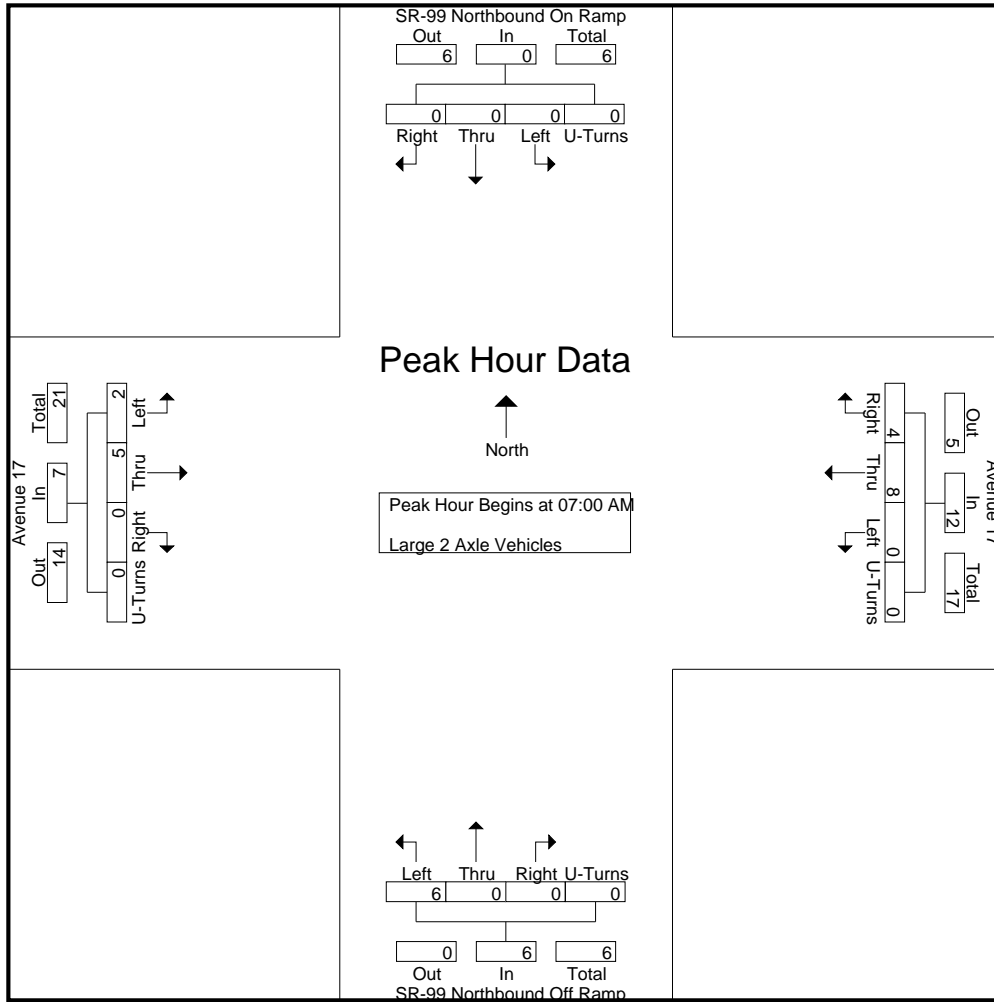 SR-99 Northbound On Ramp
Out In Total
6 0 6
0 0 0 0
Right Thru Left U-Turns
Peak Hour Data
North
Peak Hour Begins at 07:00 AM
Large 2 Axle Vehicles
Avenue 17
Out In Total
14 7 21
2 5 0 0
Left Thru Right U-Turns
Right Thru Left U-Turns
4 8 0 0
Out In Total
5 12 17
Avenue 17
Left Thru Right U-Turns
6 0 0 0
0 6 6
Out In Total
SR-99 Northbound Off Ramp